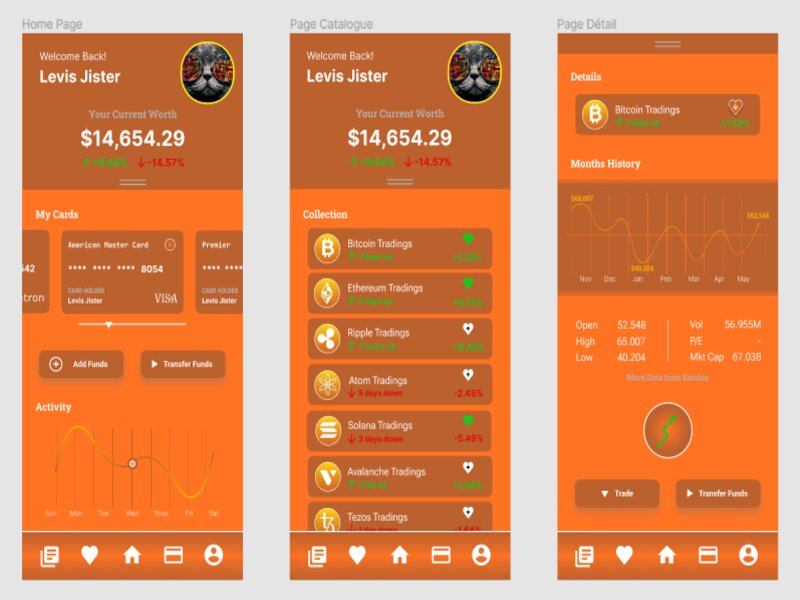 Home Page
Welcome Back!
Levis Jister
Your Current Worth
$14,654.29
+8.64% -14.57%
My Cards
American Master Card
Premier
542
**** **** **** 8054
**** ****
tron
CARD HOLDER
Levis Jister
VISA
CARD HOLDER
Levis Jister
Add Funds
Transfer Funds
Activity
Sun Mon Tue Wed Thus Fri Sat
Page Catalogue
Welcome Back!
Levis Jister
Your Current Worth
$14,654.29
+8.64% -14.57%
Collection
Bitcoin Tradings
2 days up
+1.32%
Ethereum Tradings
5 days up
+0.73%
Ripple Tradings
7 hours up
Atom Tradings
5 days down
-2.45%
Solana Tradings
3 days down
-5.49%
Avalanche Tradings
Tezos Tradings
1 day down
-1.64%
Page Détail
Details
Bitcoin Tradings
2 days up
+1.32%
Months History
$65,007
$52,548
$40,204
Nov Dec Jan Feb Mar Apr May
Open 52.548
High 65.007
Low 40.204
Vol 56.955M
P/E -
Mkt Cap 67.03B
More Data from Exodus
Trade
Transfer Funds